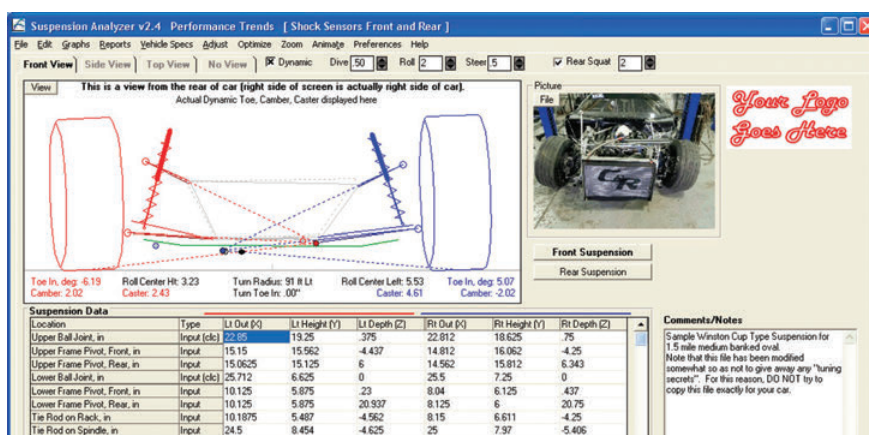 Suspension Analyzer v2.4 Performance Trends [ Shock Sensors Front and Rear ]
File Edit Graphs Reports Vehicle Specs Adjust Optimize Zoom Animate Preferences Help
Front View Side View Top View No View Dynamic Dive .50 Roll 2 Steer .5 Rear Squat 2
View This is a view from the rear of car (right side of screen is actually right side of car).
Actual Dynamic Toe, Camber, Caster displayed here
Picture
File
CR
Your Logo
Goes Here
Toe In, deg: -6.19 Roll Center Ht: 3.23 Turn Radius: 91 ft Lt Roll Center Left: 5.53 Toe In, deg: 5.07
Camber: 2.02 Caster: 2.43 Turn Toe In: .00" Caster: 4.61 Camber: -2.02
Front Suspension
Rear Suspension
Suspension Data
Location Type Lt Out (X) Lt Height (Y) Lt Depth (Z) Rt Out (X) Rt Height (Y) Rt Depth (Z)
Upper Ball Joint, in Input (clc) 22.85 19.25 .375 22.812 18.625 .75
Upper Frame Pivot, Front, in Input 15.15 15.562 -4.437 14.812 16.062 -4.25
Upper Frame Pivot, Rear, in Input 15.0625 15.125 6 14.562 15.812 6.343
Lower Ball Joint, in Input (clc) 25.712 6.625 0 25.5 7.25 0
Lower Frame Pivot, Front, in Input 10.125 5.875 .23 8.04 6.125 .437
Lower Frame Pivot, Rear, in Input 10.125 5.875 20.937 8.125 6 20.75
Tie Rod on Rack, in Input 10.1875 5.487 -4.562 8.15 6.611 -4.25
Tie Rod on Spindle, in Input 24.5 8.454 -4.625 25 7.97 -5.406
Comments/Notes
Sample Winston Cup Type Suspension for
1.5 mile medium banked oval.
Note that this file has been modified
somewhat so as not to give away any "tuning
secrets". For this reason, DO NOT try to
copy this file exactly for your car.